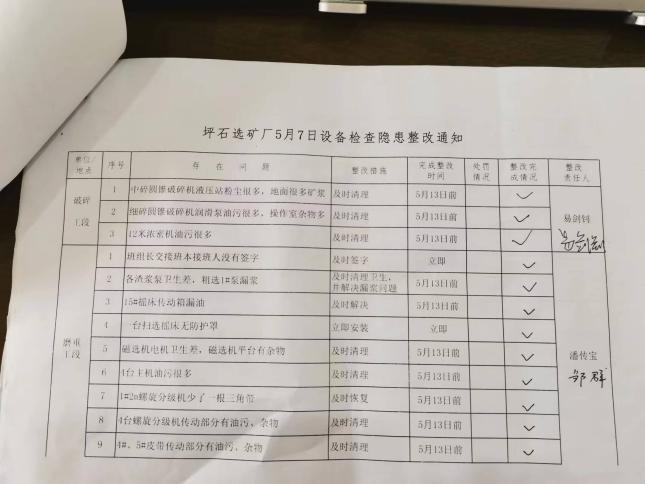 坪石选矿厂5月7日设备检查隐患整改通知
单位/地点 序号 存在问题 整改措施 完成整改时间 处罚情况 整改完成情况 整改责任人
破碎工段 1 中碎圆锥破碎机液压站粉尘很多，地面很多矿浆 及时清理 5月13日前 ✓
2 细碎圆锥破碎机润滑泵油污很多，操作室杂物多 及时清理 5月13日前 ✓ 易剑钊
3 12米浓密机油污很多 及时清理 5月13日前 ✓
磨重工段 1 班组长交接班本接班人没有签字 及时签字 立即 ✓
2 各渣浆泵卫生差，粗选1#泵漏浆 及时清理卫生，并解决漏浆问题 5月13日前 ✓
3 15#摇床传动箱漏油 及时解决 5月13日前 ✓
4 一台扫选摇床无防护罩 立即安装 立即 ✓
5 磁选机电机卫生差，磁选机平台有杂物 及时清理 5月13日前 ✓ 潘传宝
6 4台主机油污很多 及时清理 5月13日前 ✓ 邹群
7 1#2m螺旋分级机少了一根三角带 及时恢复 5月13日前 ✓
8 4台螺旋分级机传动部分有油污、杂物 及时清理 5月13日前 ✓
9 4#、5#皮带传动部分有油污、杂物 及时清理 5月13日前 ✓